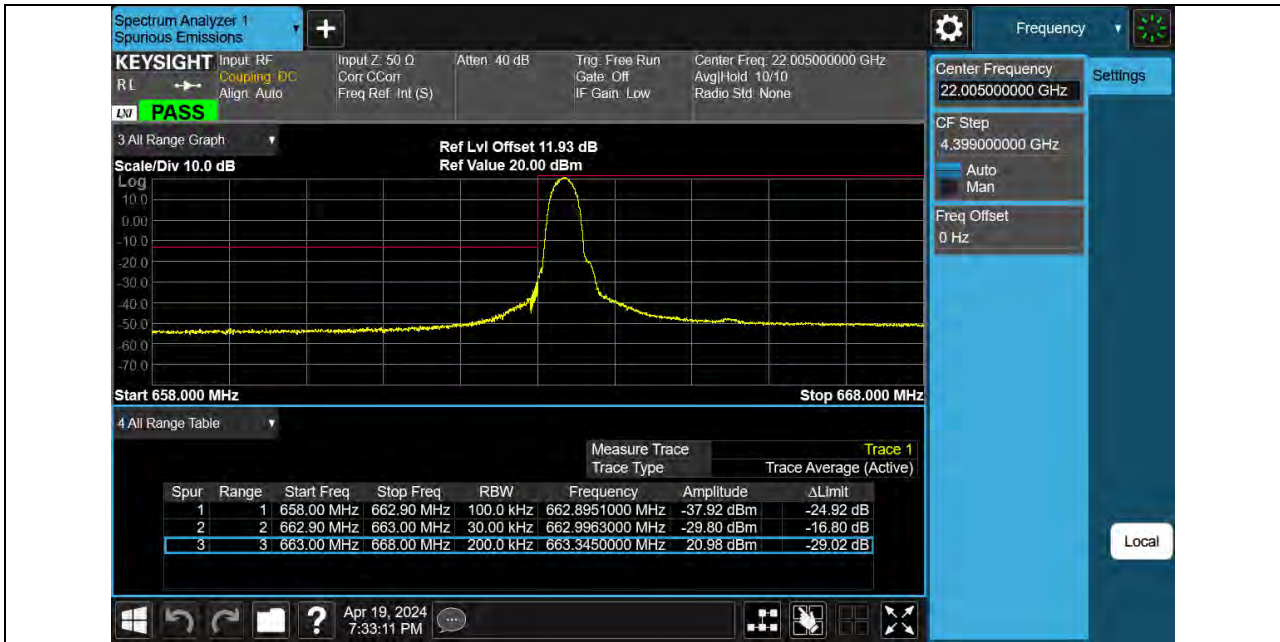 Spectrum Analyzer 1
Spurious Emissions
Frequency
KEYSIGHT
Input: RF
Coupling: DC
Align: Auto
Input Z: 50 Ω
Corr CCorr
Freq Ref: Int (S)
Atten: 40 dB
Trig: Free Run
Gate: Off
IF Gain: Low
Center Freq: 22.005000000 GHz
Avg|Hold: 10/10
Radio Std: None
RL
LXI
PASS
3 All Range Graph
Scale/Div 10.0 dB
Ref Lvl Offset 11.93 dB
Ref Value 20.00 dBm
Log
10.0
0.00
-10.0
-20.0
-30.0
-40.0
-50.0
-60.0
-70.0
Start 658.000 MHz
Stop 668.000 MHz
4 All Range Table
Measure Trace Trace 1
Trace Type Trace Average (Active)
Spur Range Start Freq Stop Freq RBW Frequency Amplitude ΔLimit
1 1 658.00 MHz 662.90 MHz 100.0 kHz 662.8951000 MHz -37.92 dBm -24.92 dB
2 2 662.90 MHz 663.00 MHz 30.00 kHz 662.9963000 MHz -29.80 dBm -16.80 dB
3 3 663.00 MHz 668.00 MHz 200.0 kHz 663.3450000 MHz 20.98 dBm -29.02 dB
Center Frequency
22.005000000 GHz
Settings
CF Step
4.399000000 GHz
Auto
Man
Freq Offset
0 Hz
Local
?
Apr 19, 2024
7:33:11 PM